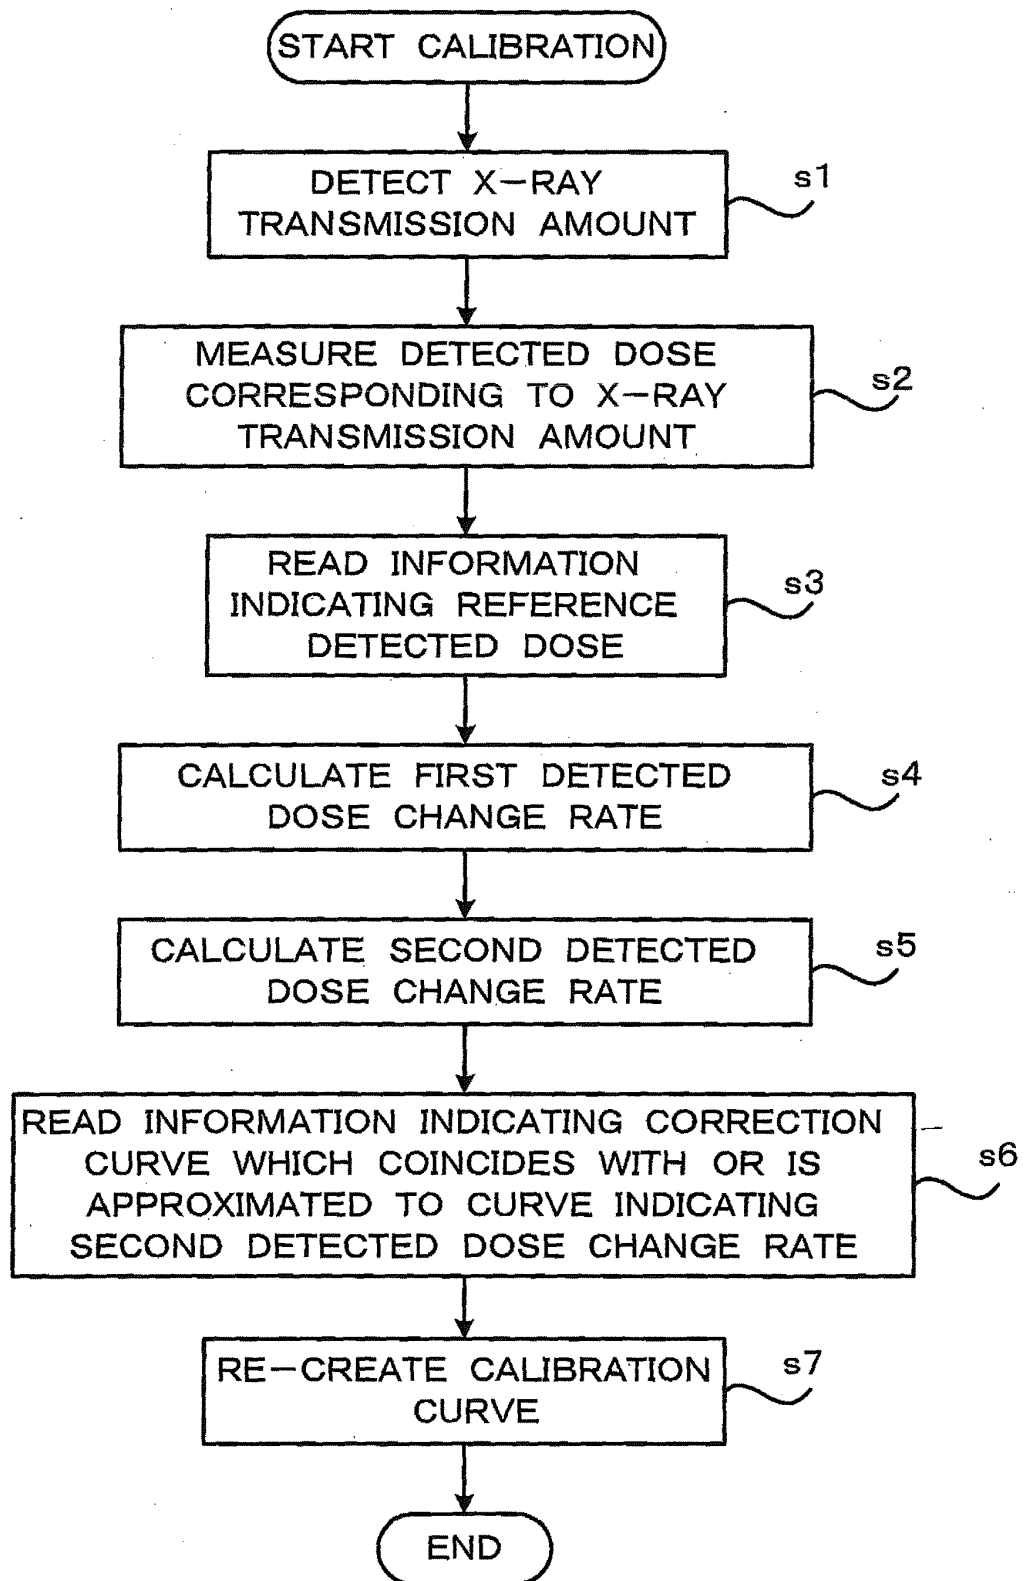 START CALIBRATION
DETECT X-RAY
TRANSMISSION AMOUNT
s1
MEASURE DETECTED DOSE
CORRESPONDING TO X-RAY
TRANSMISSION AMOUNT
s2
READ INFORMATION
INDICATING REFERENCE
DETECTED DOSE
s3
CALCULATE FIRST DETECTED
DOSE CHANGE RATE
s4
CALCULATE SECOND DETECTED
DOSE CHANGE RATE
s5
READ INFORMATION INDICATING CORRECTION
CURVE WHICH COINCIDES WITH OR IS
APPROXIMATED TO CURVE INDICATING
SECOND DETECTED DOSE CHANGE RATE
s6
RE-CREATE CALIBRATION
CURVE
s7
END